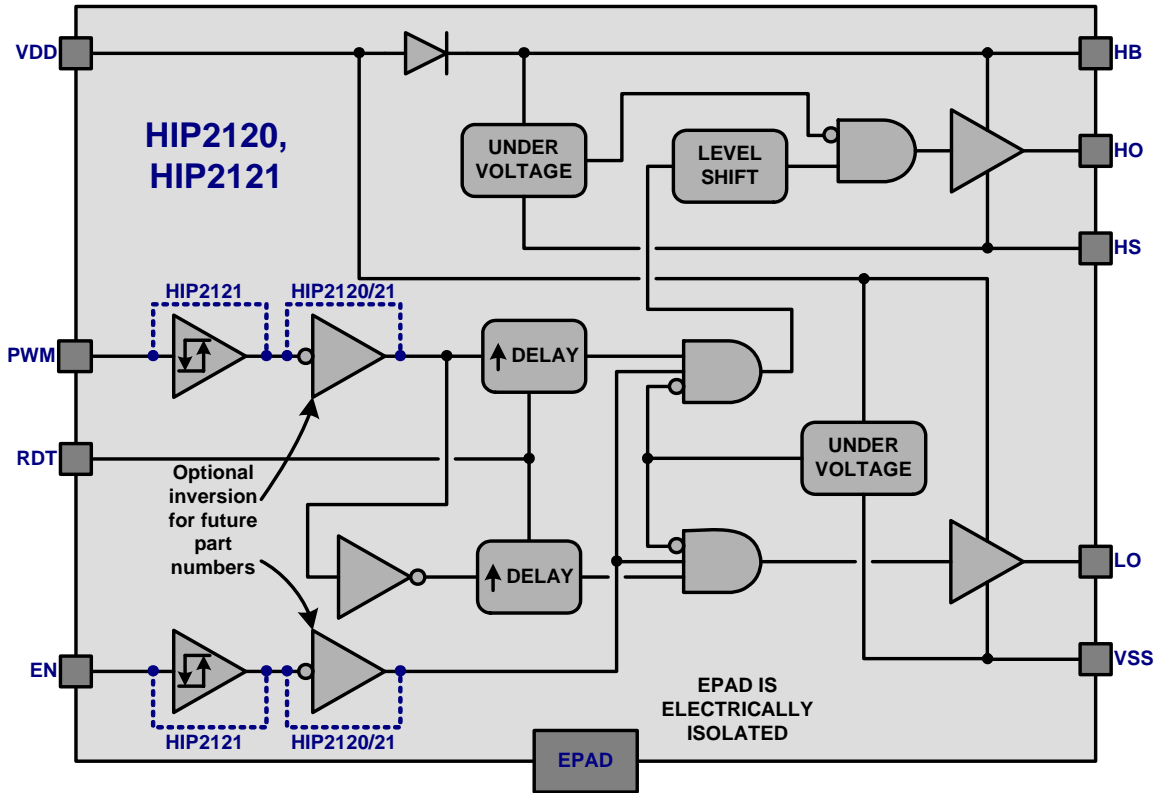 VDD
HB
HIP2120,
HIP2121
UNDER
VOLTAGE
LEVEL
SHIFT
HO
HS
HIP2121
HIP2120/21
PWM
DELAY
RDT
Optional
inversion
for future
part
numbers
UNDER
VOLTAGE
DELAY
LO
EN
VSS
HIP2121
HIP2120/21
EPAD IS
ELECTRICALLY
ISOLATED
EPAD